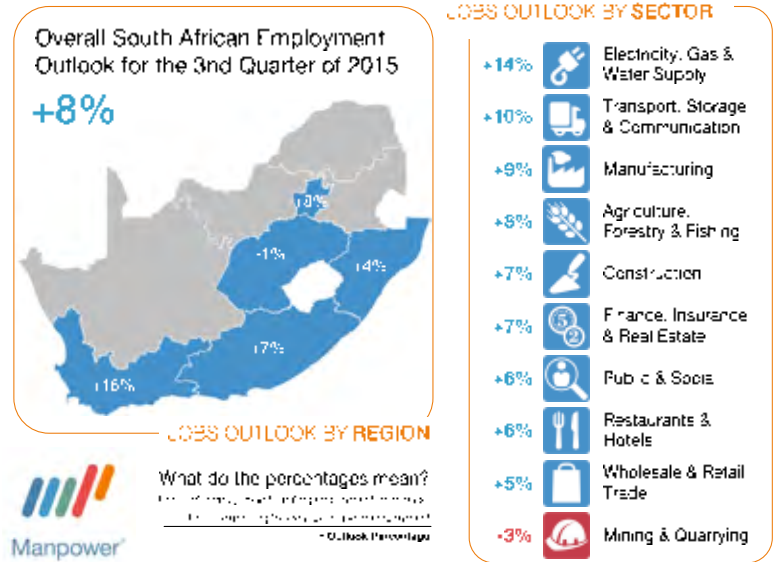 Overall South African Employment
Outlook for the 3nd Quarter of 2015
+8%
+8%
-1%
+4%
+7%
+16%
JOBS OUTLOOK BY REGION
Manpower
What do the percentages mean?
= Outlook Percentage
JOBS OUTLOOK BY SECTOR
+14%
Electricity, Gas &
Water Supply
+10%
Transport, Storage
& Communication
+9%
Manufacturing
+8%
Agriculture,
Forestry & Fishing
+7%
Construction
+7%
Finance, Insurance
& Real Estate
+6%
Public & Social
+6%
Restaurants &
Hotels
+5%
Wholesale & Retail
Trade
-3%
Mining & Quarrying